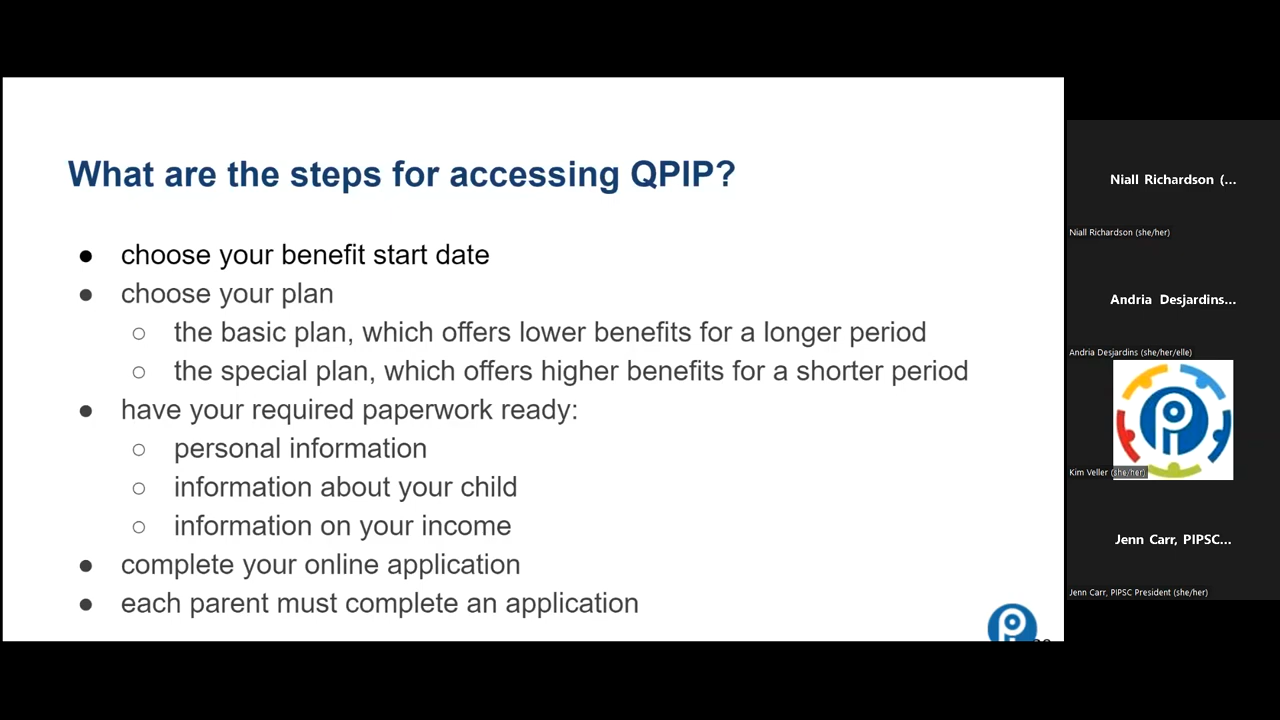 What are the steps for accessing QPIP?
● choose your benefit start date
● choose your plan
○ the basic plan, which offers lower benefits for a longer period
○ the special plan, which offers higher benefits for a shorter period
● have your required paperwork ready:
○ personal information
○ information about your child
○ information on your income
● complete your online application
● each parent must complete an application
Pi
Niall Richardson (...
Niall Richardson (she/her)
Andria Desjardins...
Andria Desjardins (she/her/elle)
Pi
Kim Veller (she/her)
Jenn Carr, PIPSC...
Jenn Carr, PIPSC President (she/her)